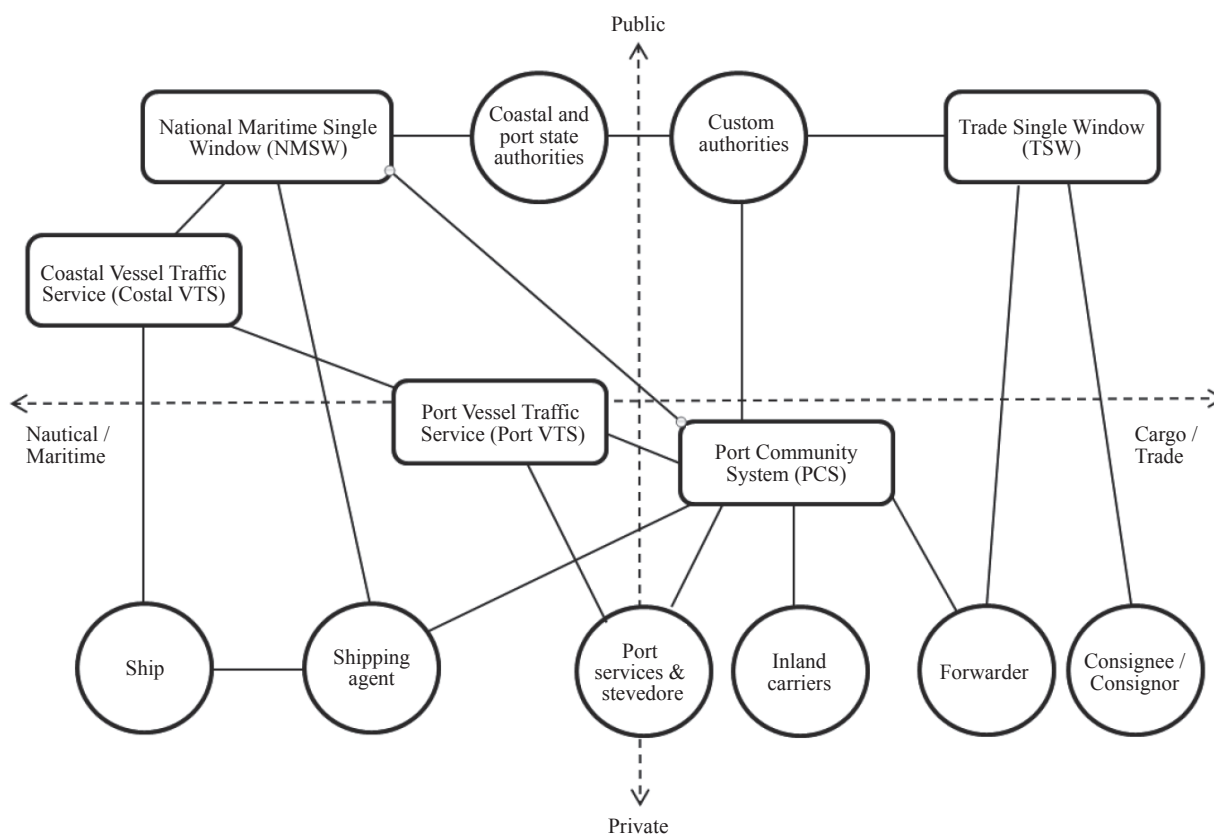 Public
National Maritime Single
Window (NMSW)
Coastal and
port state
authorities
Custom
authorities
Trade Single Window
(TSW)
Coastal Vessel Traffic
Service (Costal VTS)
Nautical /
Maritime
Port Vessel Traffic
Service (Port VTS)
Port Community
System (PCS)
Cargo /
Trade
Ship
Shipping
agent
Port
services &
stevedore
Inland
carriers
Forwarder
Consignee /
Consignor
Private